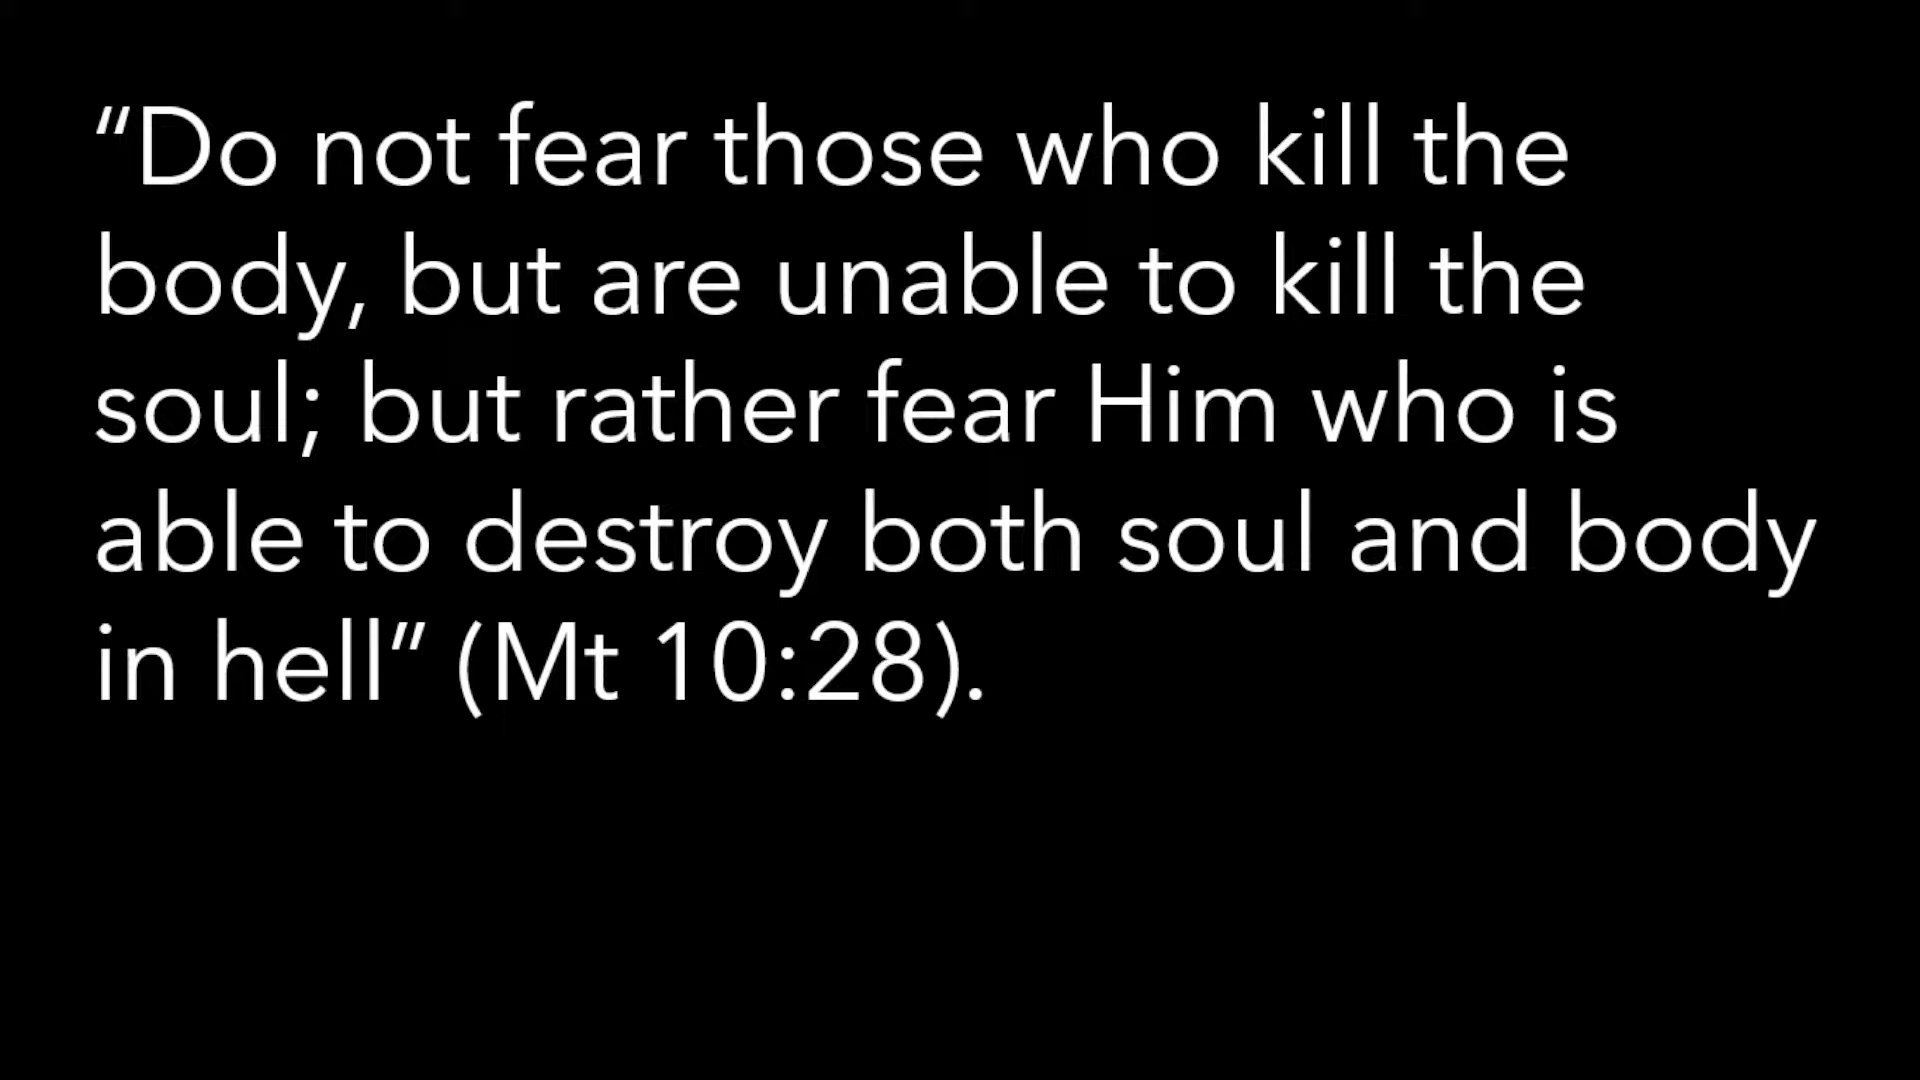 “Do not fear those who kill the
body, but are unable to kill the
soul; but rather fear Him who is
able to destroy both soul and body
in hell” (Mt 10:28).